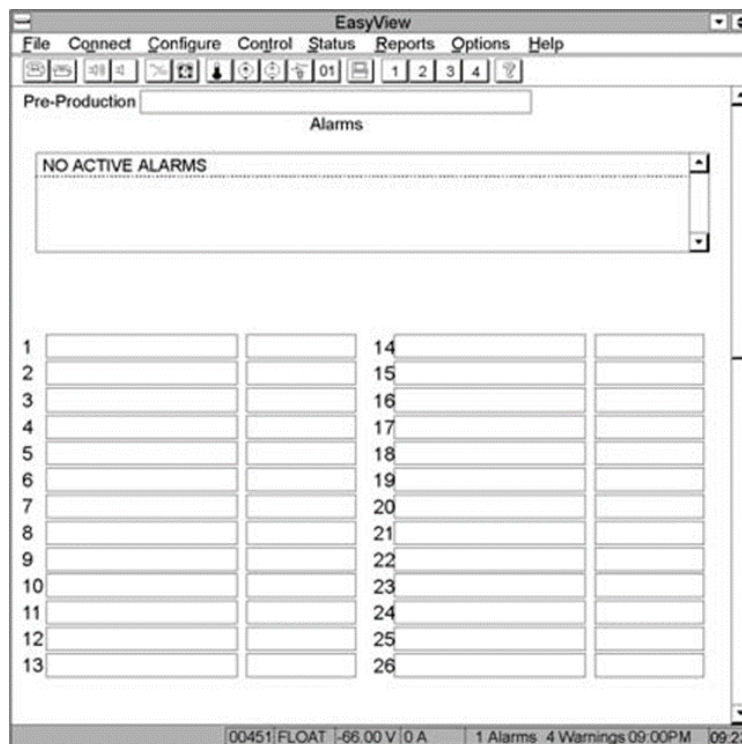 EasyView
File Connect Configure Control Status Reports Options Help
01 1 2 3 4 ?
Pre-Production
Alarms
NO ACTIVE ALARMS
1 14
2 15
3 16
4 17
5 18
6 19
7 20
8 21
9 22
10 23
11 24
12 25
13 26
00451 FLOAT -66.00 V 0 A 1 Alarms 4 Warnings 09:00PM